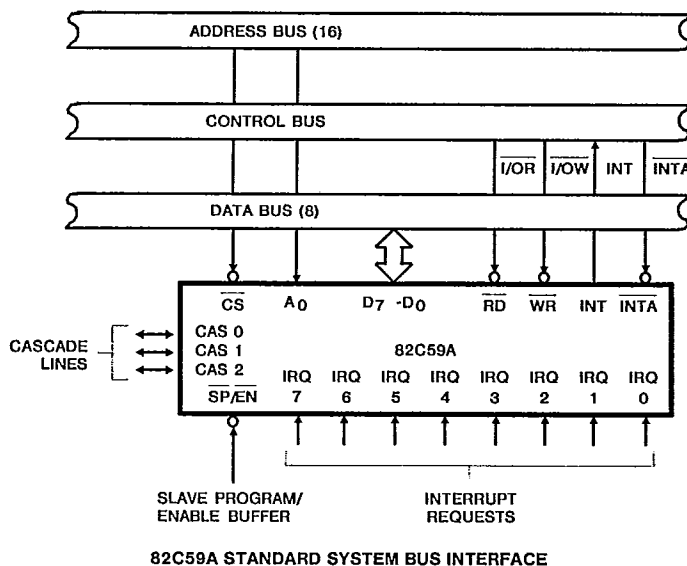 ADDRESS BUS (16)
CONTROL BUS
I/OR I/OW INT INTA
DATA BUS (8)
CS A0 D7 -D0 RD WR INT INTA
CASCADE
LINES
CAS 0
CAS 1
CAS 2
82C59A
SP/EN
IRQ IRQ IRQ IRQ IRQ IRQ IRQ IRQ
7 6 5 4 3 2 1 0
SLAVE PROGRAM/
ENABLE BUFFER
INTERRUPT
REQUESTS
82C59A STANDARD SYSTEM BUS INTERFACE